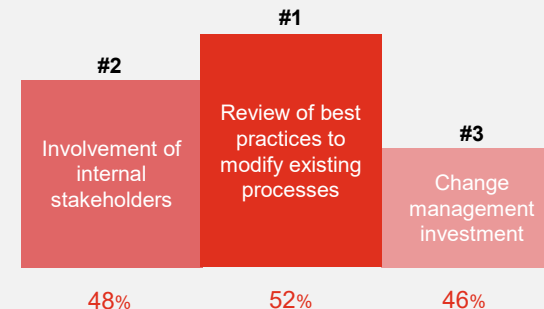 #1
#2
Review of best
practices to
modify existing
processes
#3
Involvement of
internal
stakeholders
Change
management
investment
48%
52%
46%